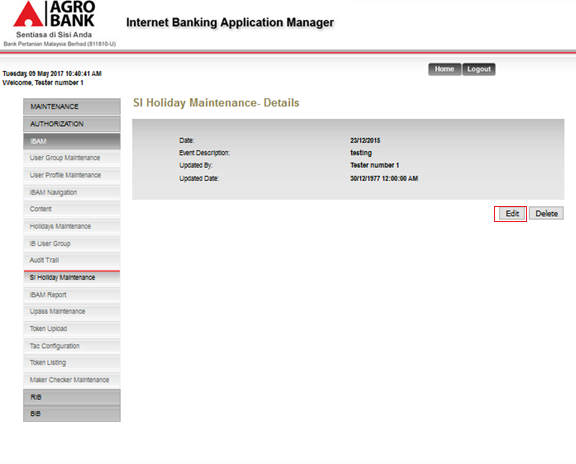 AGRO
BANK
Sentiasa di Sisi Anda
Bank Pertanian Malaysia Berhad (811810-U)
Internet Banking Application Manager
Home
Logout
Tuesday, 09 May 2017 10:40:41 AM
Welcome, Tester number 1
MAINTENANCE
AUTHORIZATION
IBAM
User Group Maintenance
User Profile Maintenance
IBAM Navigation
Content
Holidays Maintenance
IB User Group
Audit Trail
SI Holiday Maintenance
IBAM Report
Upass Maintenance
Token Upload
Tac Configuration
Token Listing
Maker Checker Maintenance
RIB
BIB
SI Holiday Maintenance- Details
Date: 23/12/2015
Event Description: testing
Updated By: Tester number 1
Updated Date: 30/12/1977 12:00:00 AM
Edit
Delete